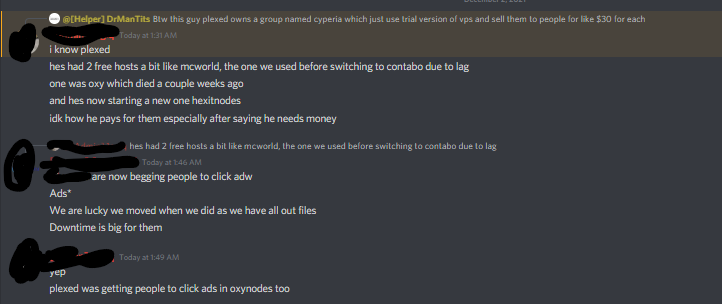 December 2, 2021
@[Helper] DrManTits Btw this guy plexed owns a group named cyperia which just use trial version of vps and sell them to people for like $30 for each
Today at 1:31 AM
i know plexed
hes had 2 free hosts a bit like mcworld, the one we used before switching to contabo due to lag
one was oxy which died a couple weeks ago
and hes now starting a new one hexitnodes
idk how he pays for them especially after saying he needs money
hes had 2 free hosts a bit like mcworld, the one we used before switching to contabo due to lag
Today at 1:46 AM
are now begging people to click adw
Ads*
We are lucky we moved when we did as we have all out files
Downtime is big for them
Today at 1:49 AM
yep
plexed was getting people to click ads in oxynodes too